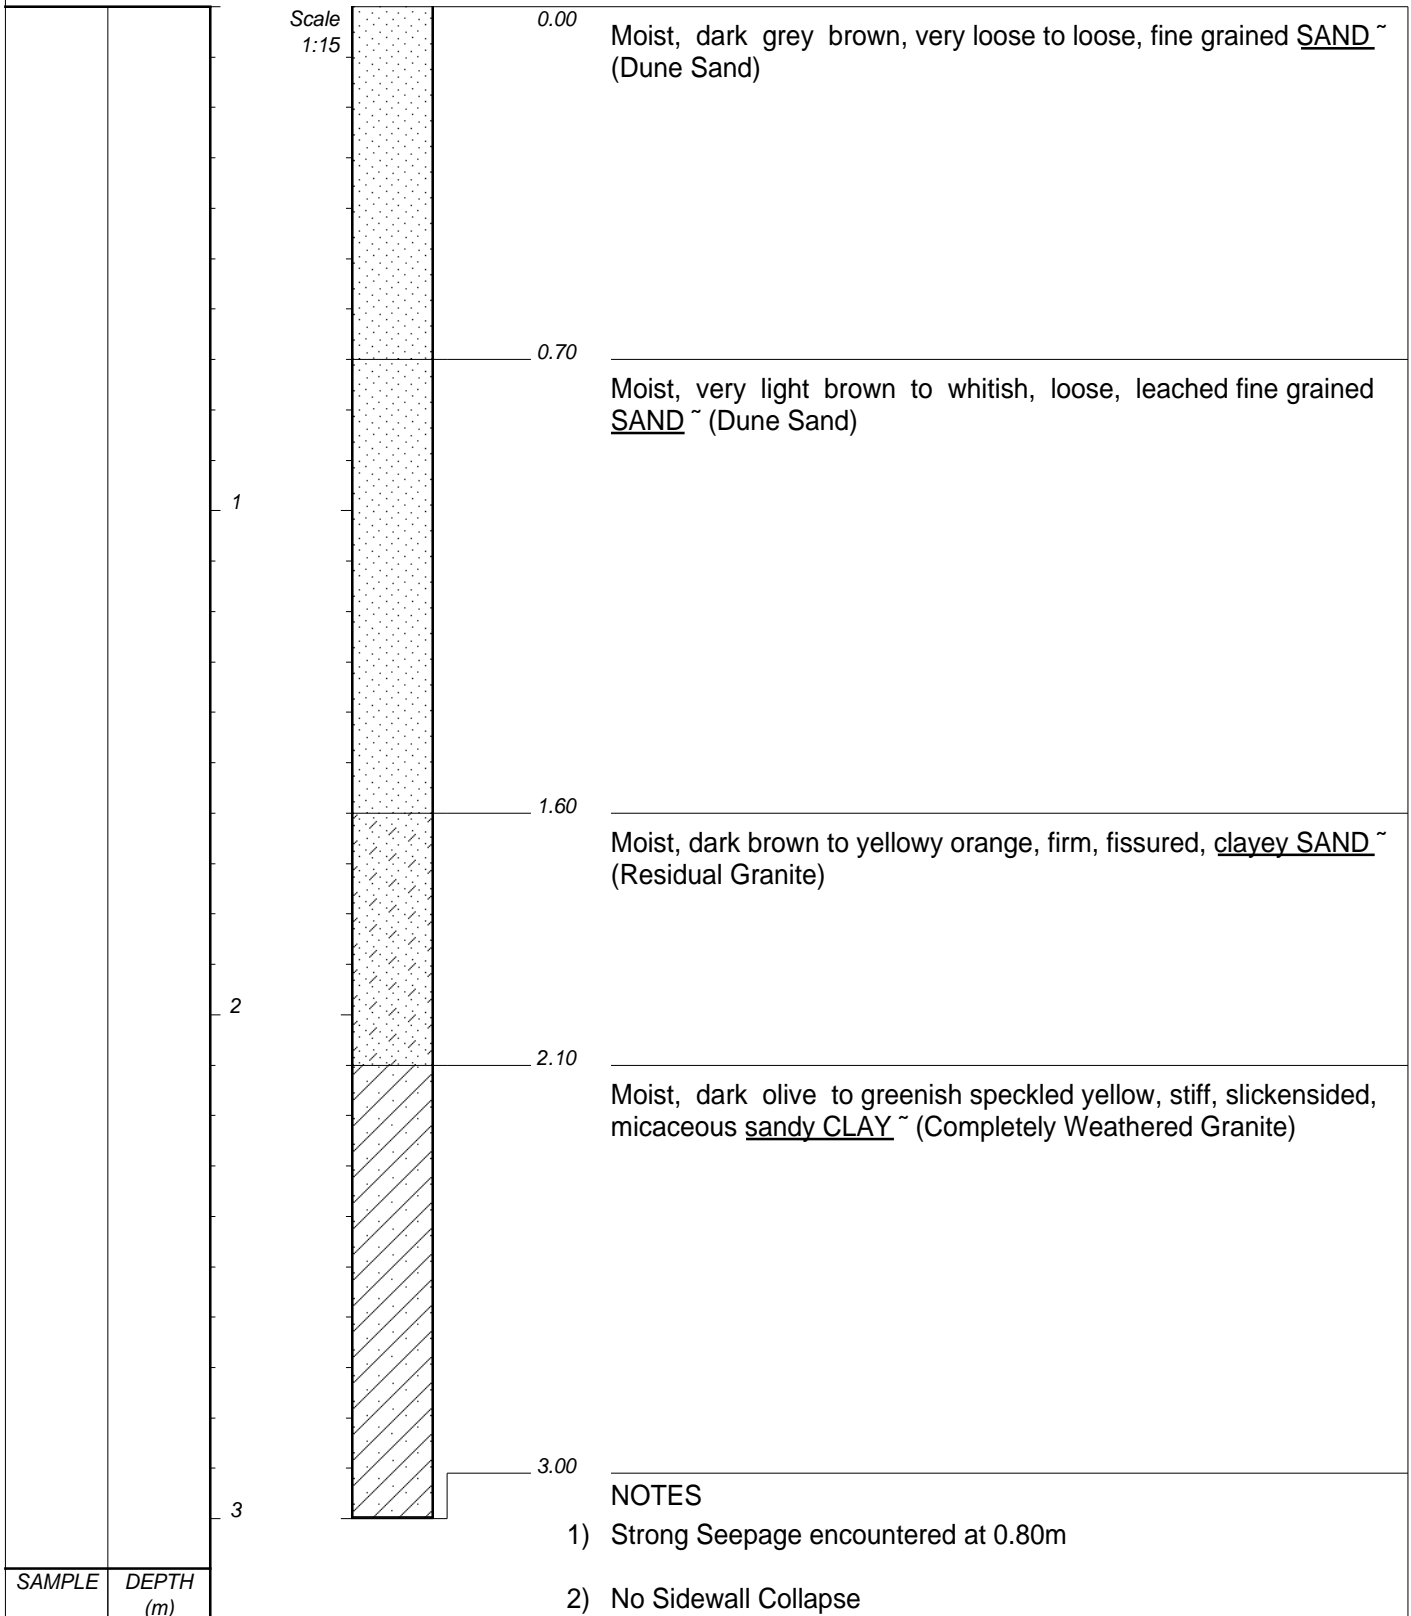 Scale
1:15
0.00
Moist, dark grey brown, very loose to loose, fine grained SAND ˜
(Dune Sand)
0.70
Moist, very light brown to whitish, loose, leached fine grained
SAND ˜ (Dune Sand)
1
1.60
Moist, dark brown to yellowy orange, firm, fissured, clayey SAND ˜
(Residual Granite)
2
2.10
Moist, dark olive to greenish speckled yellow, stiff, slickensided,
micaceous sandy CLAY ˜ (Completely Weathered Granite)
3.00
NOTES
3
1) Strong Seepage encountered at 0.80m
SAMPLE DEPTH
(m)
2) No Sidewall Collapse